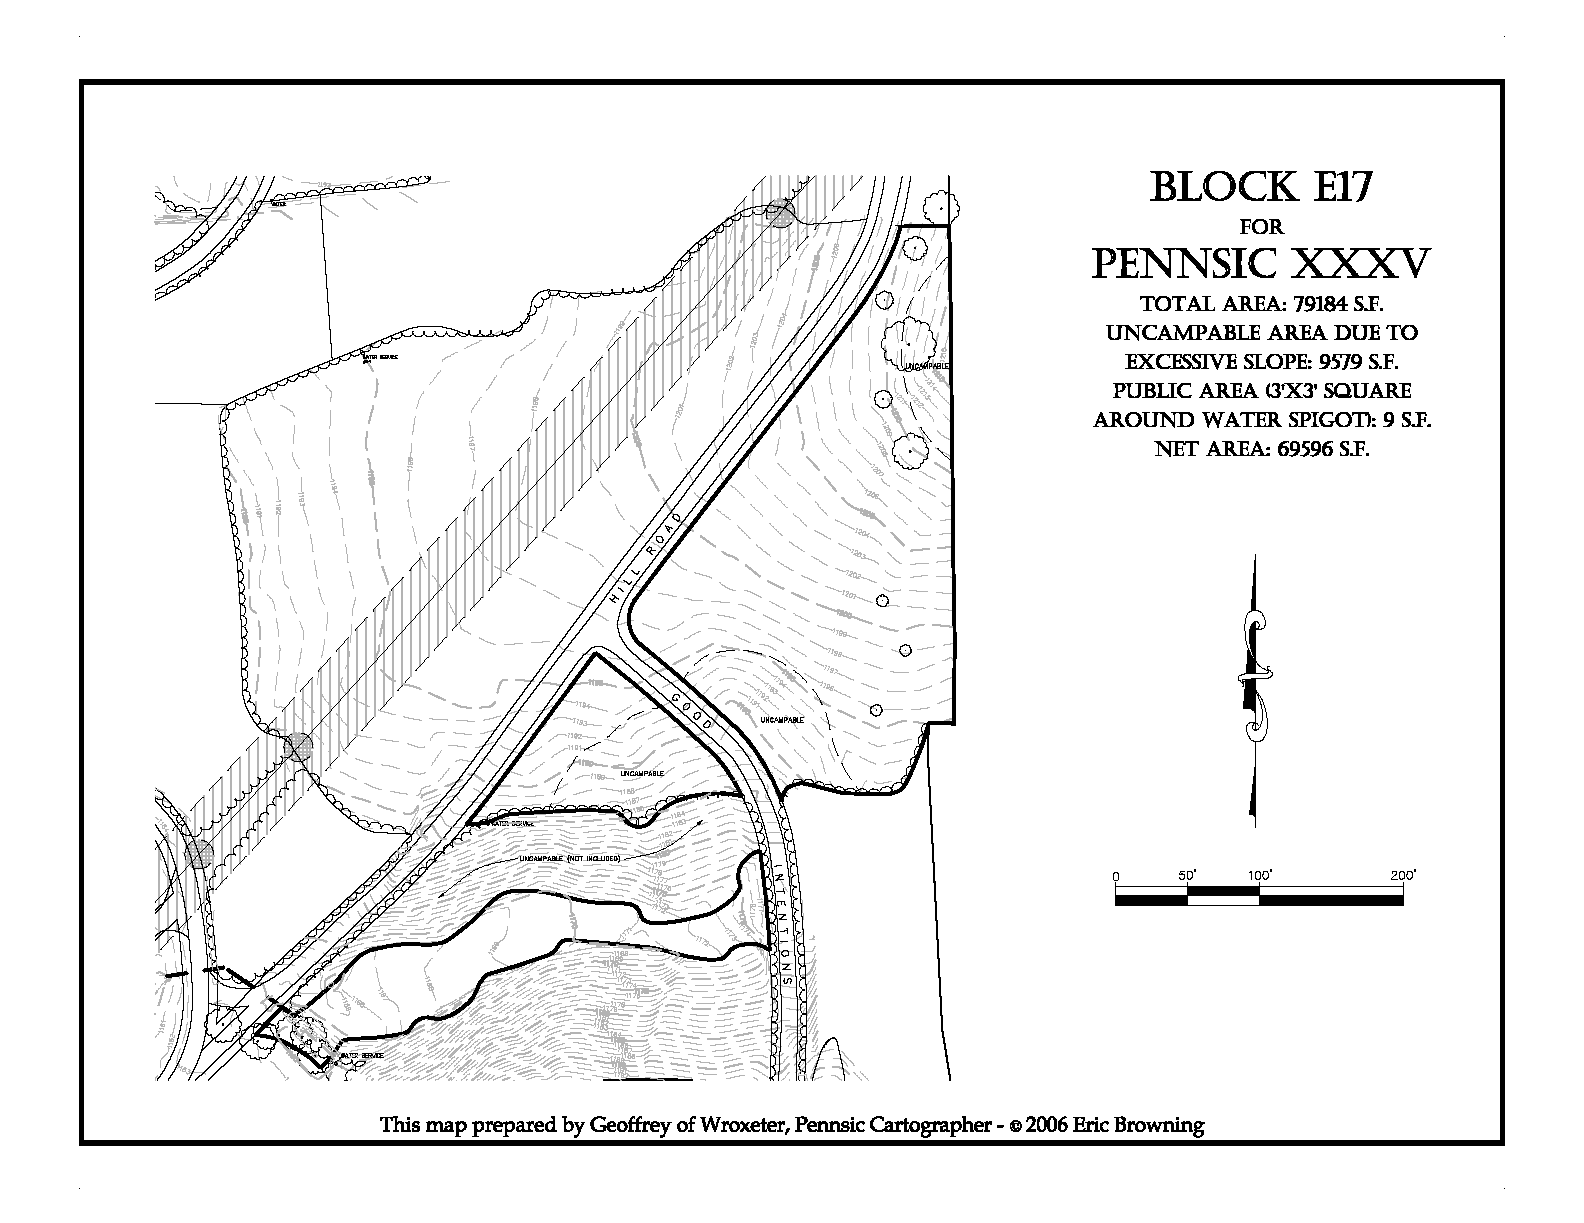 BLOCK E17
FOR
PENNSIC XXXV
TOTAL AREA: 79184 S.F.
UNCAMPABLE AREA DUE TO
EXCESSIVE SLOPE: 9579 S.F.
PUBLIC AREA (3'X3' SQUARE
AROUND WATER SPIGOT): 9 S.F.
NET AREA: 69596 S.F.
WATER
WATER SERVICE
UNCAMPABLE
HILL ROAD
GOOD
UNCAMPABLE
UNCAMPABLE
WATER SERVICE
UNCAMPABLE (NOT INCLUDED)
INTENTIONS
WATER SERVICE
0 50' 100' 200'
This map prepared by Geoffrey of Wroxeter, Pennsic Cartographer - © 2006 Eric Browning